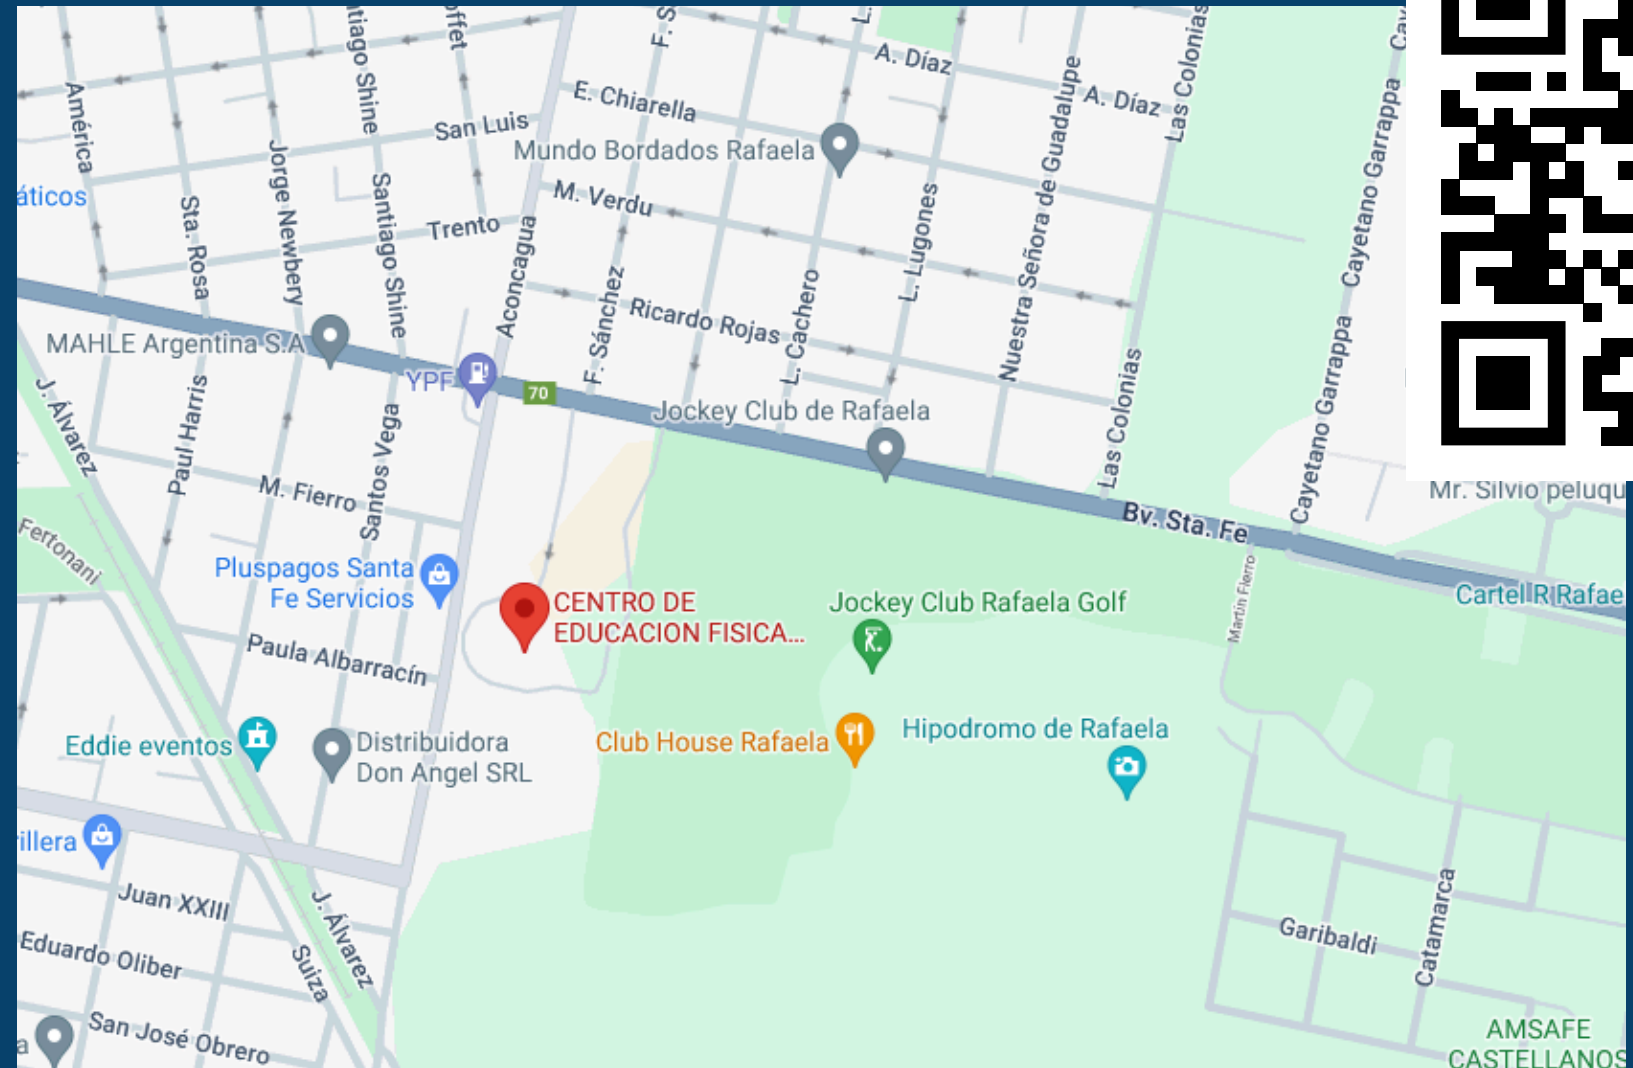 A. Díaz
Las Colonias
A. Díaz
E. Chiarella
América
San Luis
Mundo Bordados Rafaela
Jorge Newbery
Santiago Shine
Sta. Rosa
M. Verdu
Trento
Aconcagua
L. Lugones
Nuestra Señora de Guadalupe
Cayetano Garrappa
Cayetano Garrappa
Santiago Shine
F. Sánchez
Ricardo Rojas
L. Cachero
MAHLE Argentina S.A
YPF
70
Jockey Club de Rafaela
J. Álvarez
Paul Harris
Santos Vega
Las Colonias
Cayetano Garrappa
M. Fierro
Bv. Sta. Fe
Mr. Silvio
Fertonani
Pluspagos Santa
Fe Servicios
CENTRO DE
EDUCACION FISICA...
Jockey Club Rafaela Golf
Martín Fierro
Cartel R
Paula Albarracín
Eddie eventos
Distribuidora
Don Angel SRL
Club House Rafaela
Hipodromo de Rafaela
Juan XXIII
J. Álvarez
Eduardo Oliber
Suiza
Garibaldi
Catamarca
San José Obrero
AMSAFE
CASTELLANOS